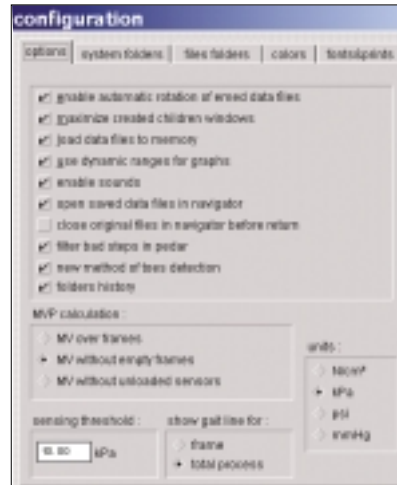 configuration
options
system folders
files folders
colors
fonts&prints
enable automatic rotation of emed data files
maximize created children windows
load data files to memory
use dynamic ranges for graphs
enable sounds
open saved data files in navigator
close original files in navigator before return
filter bad steps in pedar
new method of toes detection
folders history
MVP calculation :
MV over frames
MV without empty frames
MV without unloaded sensors
units :
N/cm²
kPa
psi
mmHg
sensing threshold :
kPa
show gait line for :
frame
total process